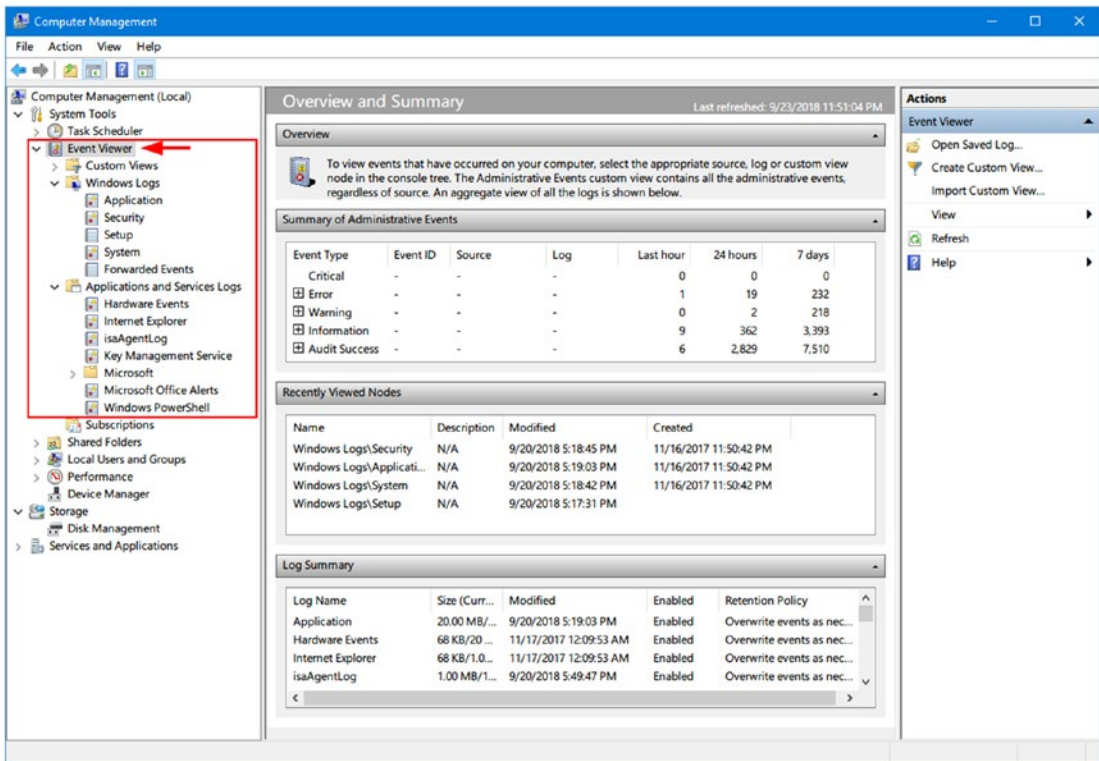 Computer Management
File Action View Help
Computer Management (Local)
System Tools
Task Scheduler
Event Viewer
Custom Views
Windows Logs
Application
Security
Setup
System
Forwarded Events
Applications and Services Logs
Hardware Events
Internet Explorer
isaAgentLog
Key Management Service
Microsoft
Microsoft Office Alerts
Windows PowerShell
Subscriptions
Shared Folders
Local Users and Groups
Performance
Device Manager
Storage
Disk Management
Services and Applications
Overview and Summary Last refreshed: 9/23/2018 11:51:04 PM
Overview
To view events that have occurred on your computer, select the appropriate source, log or custom view
node in the console tree. The Administrative Events custom view contains all the administrative events,
regardless of source. An aggregate view of all the logs is shown below.
Summary of Administrative Events
Event Type Event ID Source Log Last hour 24 hours 7 days
Critical - - - 0 0 0
Error - - - 1 19 232
Warning - - - 0 2 218
Information - - - 9 362 3,393
Audit Success - - - 6 2,829 7,510
Recently Viewed Nodes
Name Description Modified Created
Windows Logs\Security N/A 9/20/2018 5:18:45 PM 11/16/2017 11:50:42 PM
Windows Logs\Applicati... N/A 9/20/2018 5:19:03 PM 11/16/2017 11:50:42 PM
Windows Logs\System N/A 9/20/2018 5:18:42 PM 11/16/2017 11:50:42 PM
Windows Logs\Setup N/A 9/20/2018 5:17:31 PM
Log Summary
Log Name Size (Curr... Modified Enabled Retention Policy
Application 20.00 MB/... 9/20/2018 5:19:03 PM Enabled Overwrite events as nec...
Hardware Events 68 KB/20 ... 11/17/2017 12:09:53 AM Enabled Overwrite events as nec...
Internet Explorer 68 KB/1.0... 11/17/2017 12:09:53 AM Enabled Overwrite events as nec...
isaAgentLog 1.00 MB/1... 9/20/2018 5:49:47 PM Enabled Overwrite events as nec...
Actions
Event Viewer
Open Saved Log...
Create Custom View...
Import Custom View...
View
Refresh
Help